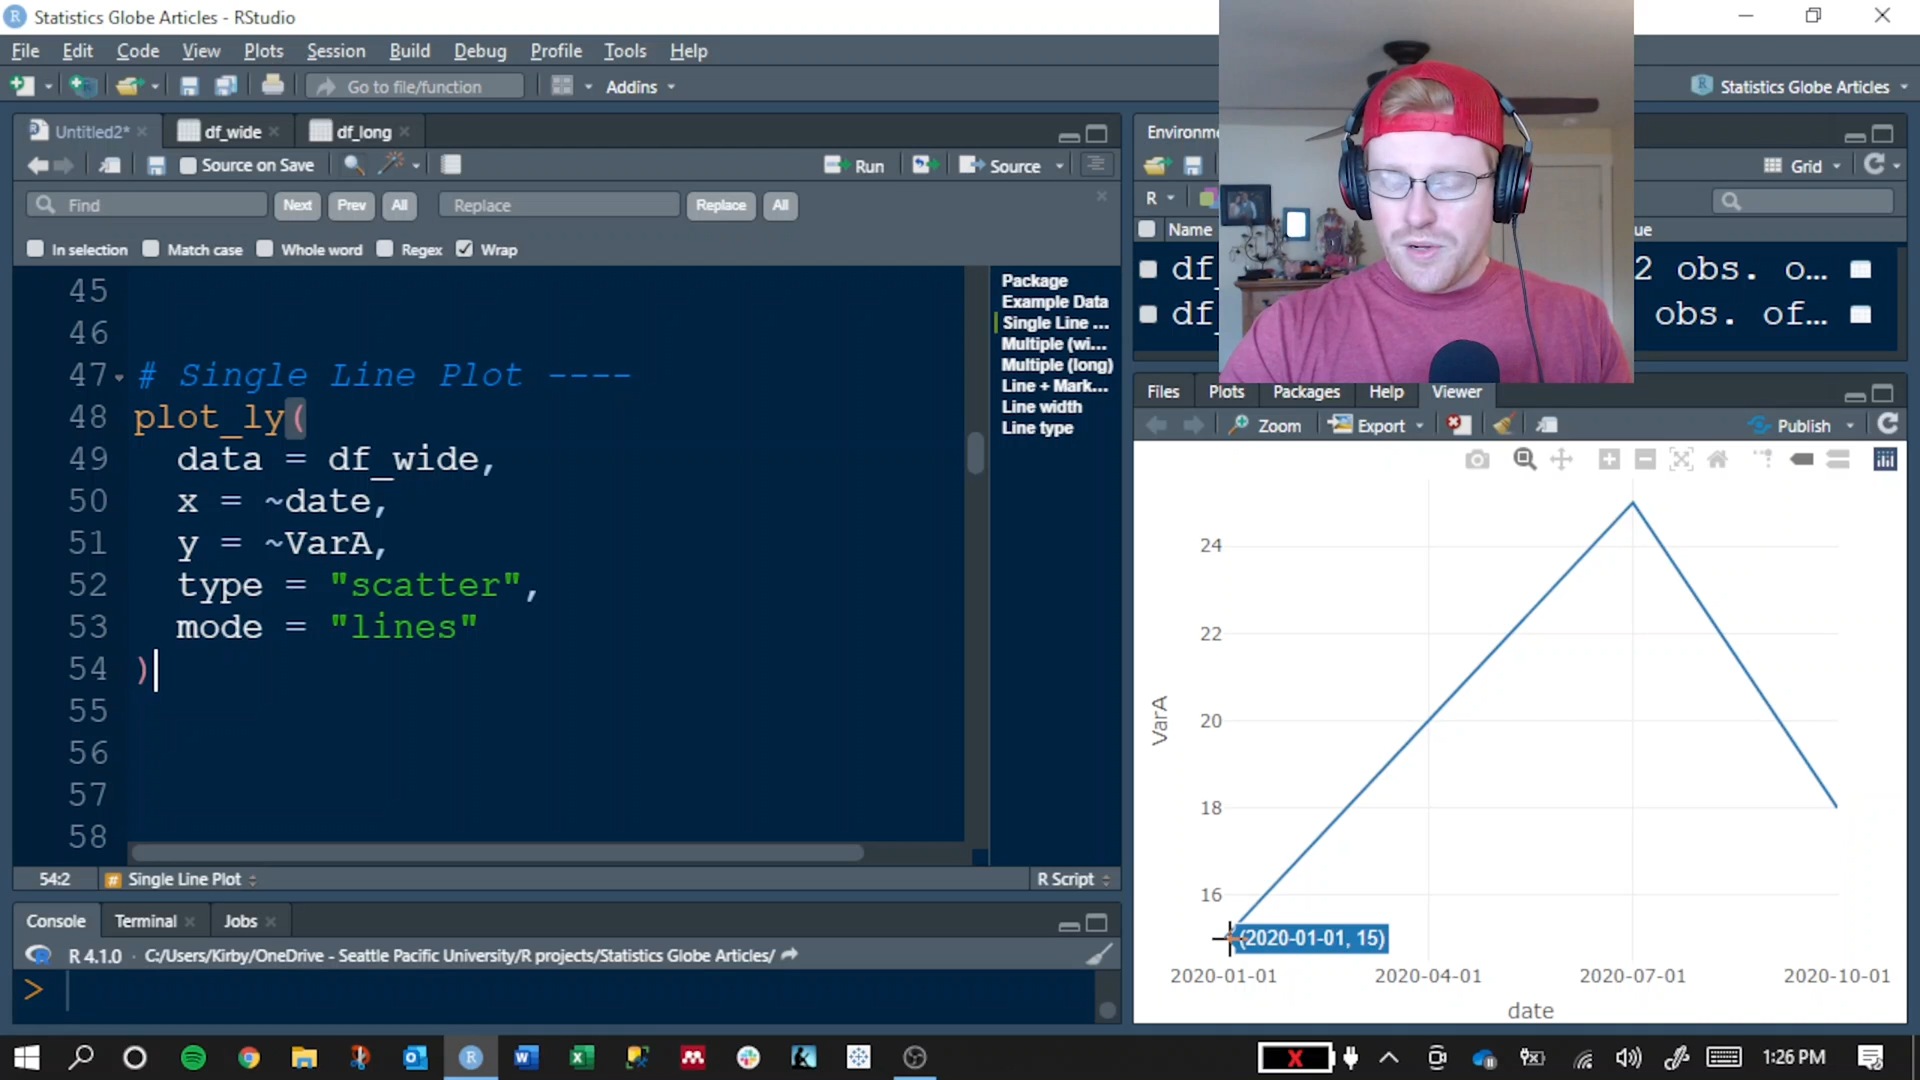 Statistics Globe Articles - RStudio
File Edit Code View Plots Session Build Debug Profile Tools Help
Go to file/function Addins Statistics Globe Articles
Untitled2* df_wide df_long
Source on Save Run Source
Find Next Prev All Replace Replace All
In selection Match case Whole word Regex Wrap
45
46
47 # Single Line Plot ----
48 plot_ly(
49 data = df_wide,
50 x = ~date,
51 y = ~VarA,
52 type = "scatter",
53 mode = "lines"
54 )
55
56
57
58
Package
Example Data
Single Line ...
Multiple (wi...
Multiple (long)
Line + Mark...
Line width
Line type
54:2 # Single Line Plot R Script
Console Terminal Jobs
R 4.1.0 C:/Users/Kirby/OneDrive - Seattle Pacific University/R projects/Statistics Globe Articles/
>
Grid
R
Name
2 obs. o...
obs. of...
Files Plots Packages Help Viewer
Zoom Export Publish
24
22
20
18
16
VarA
(2020-01-01, 15)
2020-01-01 2020-04-01 2020-07-01 2020-10-01
date
1:26 PM